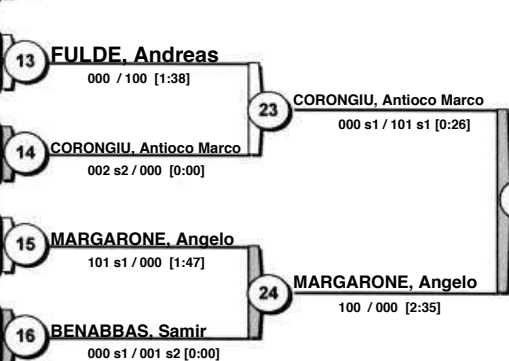 13 FULDE, Andreas
000 / 100 [1:38]
23 CORONGIU, Antioco Marco
000 s1 / 101 s1 [0:26]
14 CORONGIU, Antioco Marco
002 s2 / 000 [0:00]
15 MARGARONE, Angelo
101 s1 / 000 [1:47]
24 MARGARONE, Angelo
100 / 000 [2:35]
16 BENABBAS, Samir
000 s1 / 001 s2 [0:00]